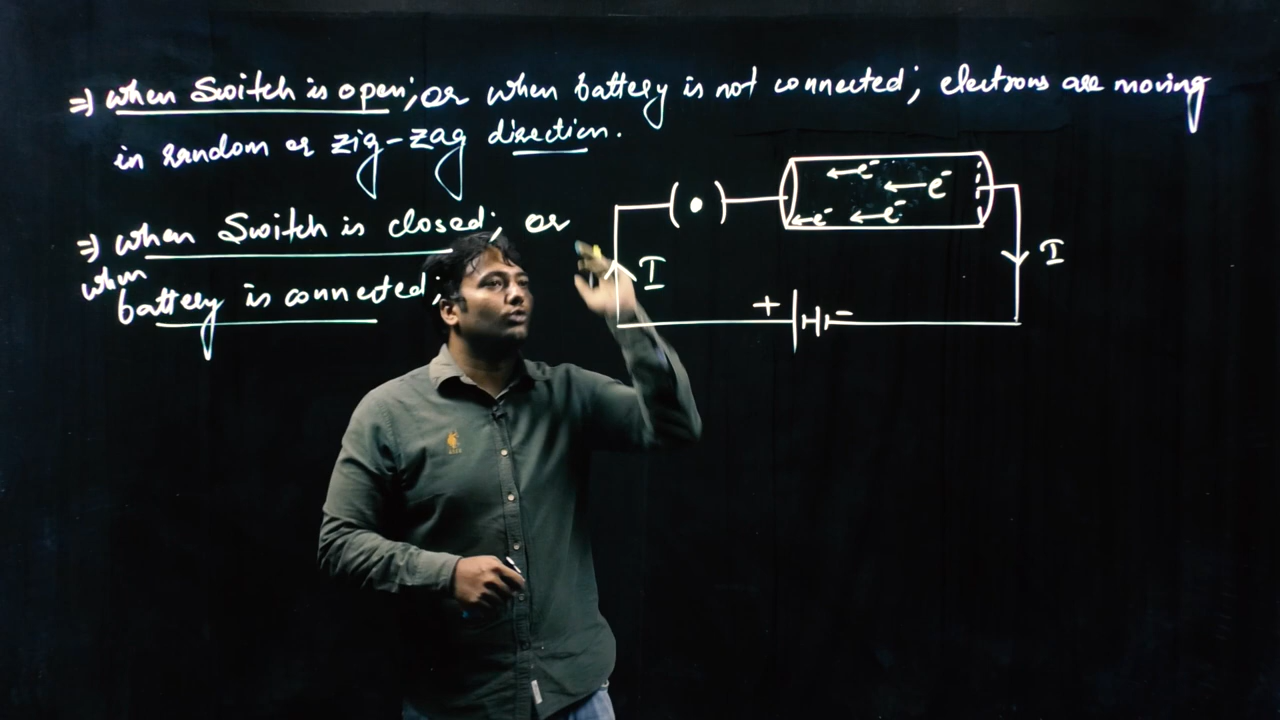 ⇒ when Switch is open; or when battery is not connected; electrons are moving
in random or zig-zag direction.
⇒ when Switch is closed; or
when
battery is connected;
← e⁻
← e⁻
← e⁻ ← e⁻
I
I
+ -